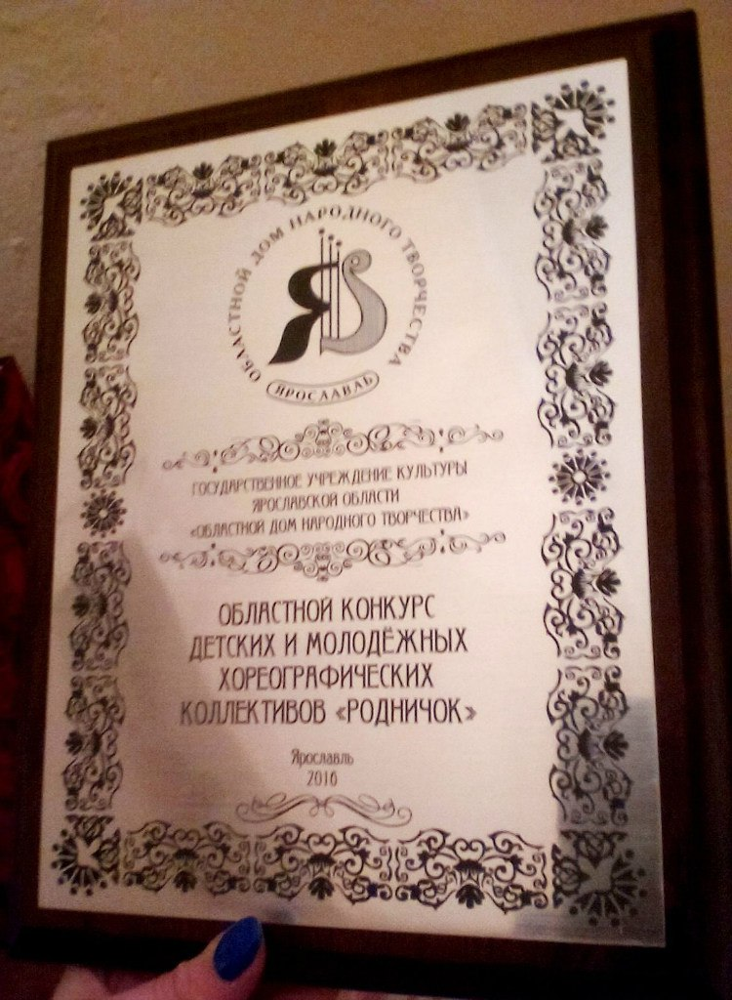 ОБЛАСТНОЙ ДОМ НАРОДНОГО ТВОРЧЕСТВА
ЯРОСЛАВЛЬ
ГОСУДАРСТВЕННОЕ УЧРЕЖДЕНИЕ КУЛЬТУРЫ
ЯРОСЛАВСКОЙ ОБЛАСТИ
«ОБЛАСТНОЙ ДОМ НАРОДНОГО ТВОРЧЕСТВА»
ОБЛАСТНОЙ КОНКУРС
ДЕТСКИХ И МОЛОДЁЖНЫХ
ХОРЕОГРАФИЧЕСКИХ
КОЛЛЕКТИВОВ «РОДНИЧОК»
Ярославль
2016